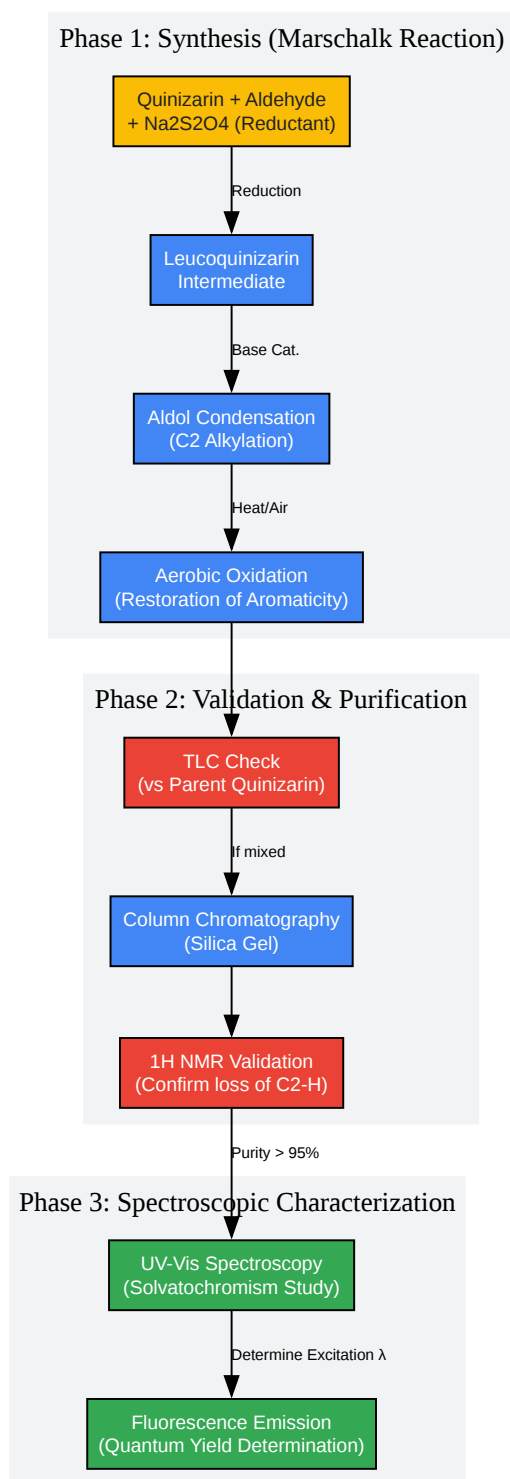 Phase 1: Synthesis (Marschalk Reaction)
Quinizarin + Aldehyde
+ Na2S2O4 (Reductant)
Reduction
Leucoquinizarin
Intermediate
Base Cat.
Aldol Condensation
(C2 Alkylation)
Heat/Air
Aerobic Oxidation
(Restoration of Aromaticity)
Phase 2: Validation & Purification
TLC Check
(vs Parent Quinizarin)
If mixed
Column Chromatography
(Silica Gel)
1H NMR Validation
(Confirm loss of C2-H)
Purity > 95%
Phase 3: Spectroscopic Characterization
UV-Vis Spectroscopy
(Solvatochromism Study)
Determine Excitation λ
Fluorescence Emission
(Quantum Yield Determination)